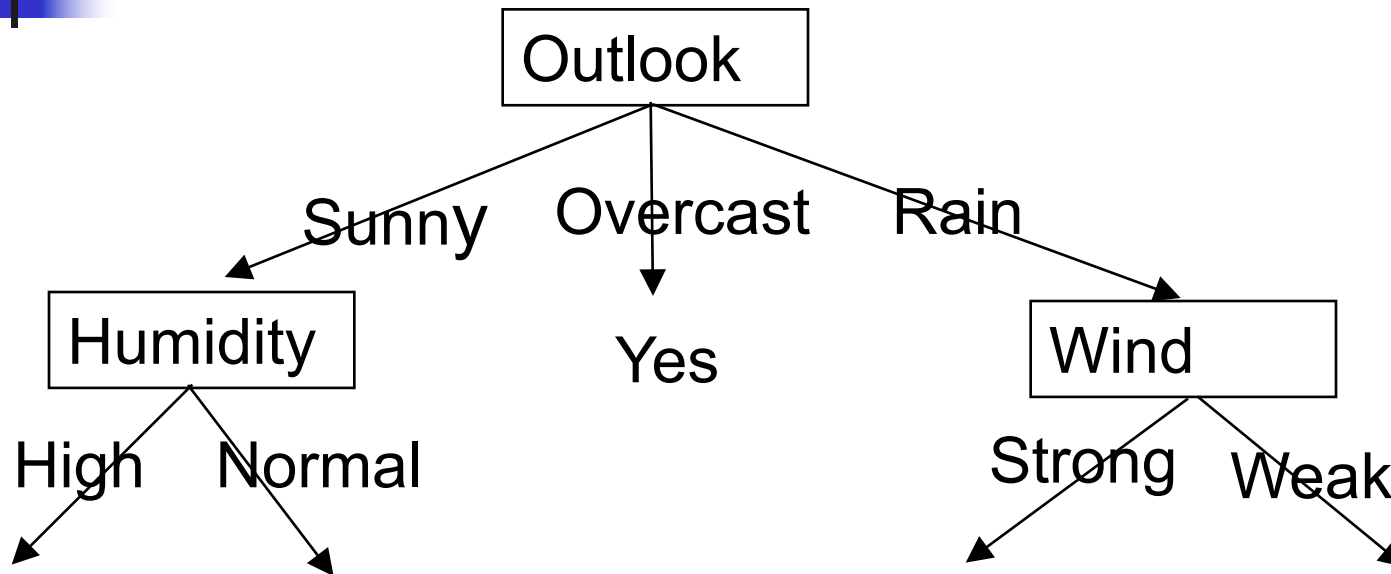 Outlook
Sunny Overcast Rain
Humidity Yes Wind
High Normal Strong Weak